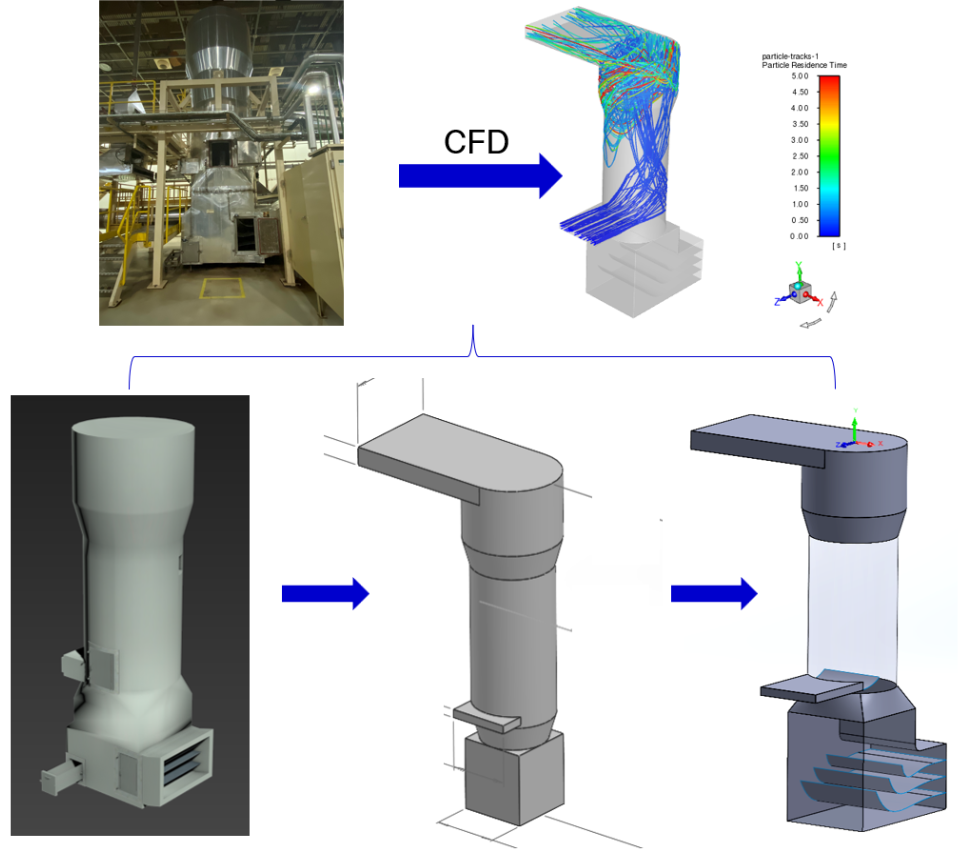 CFD
particle-tracks-1
Particle Residence Time
5.00
4.50
4.00
3.50
3.00
2.50
2.00
1.50
1.00
0.50
0.00
[ s ]
Y
Z
X
Y
Z
X